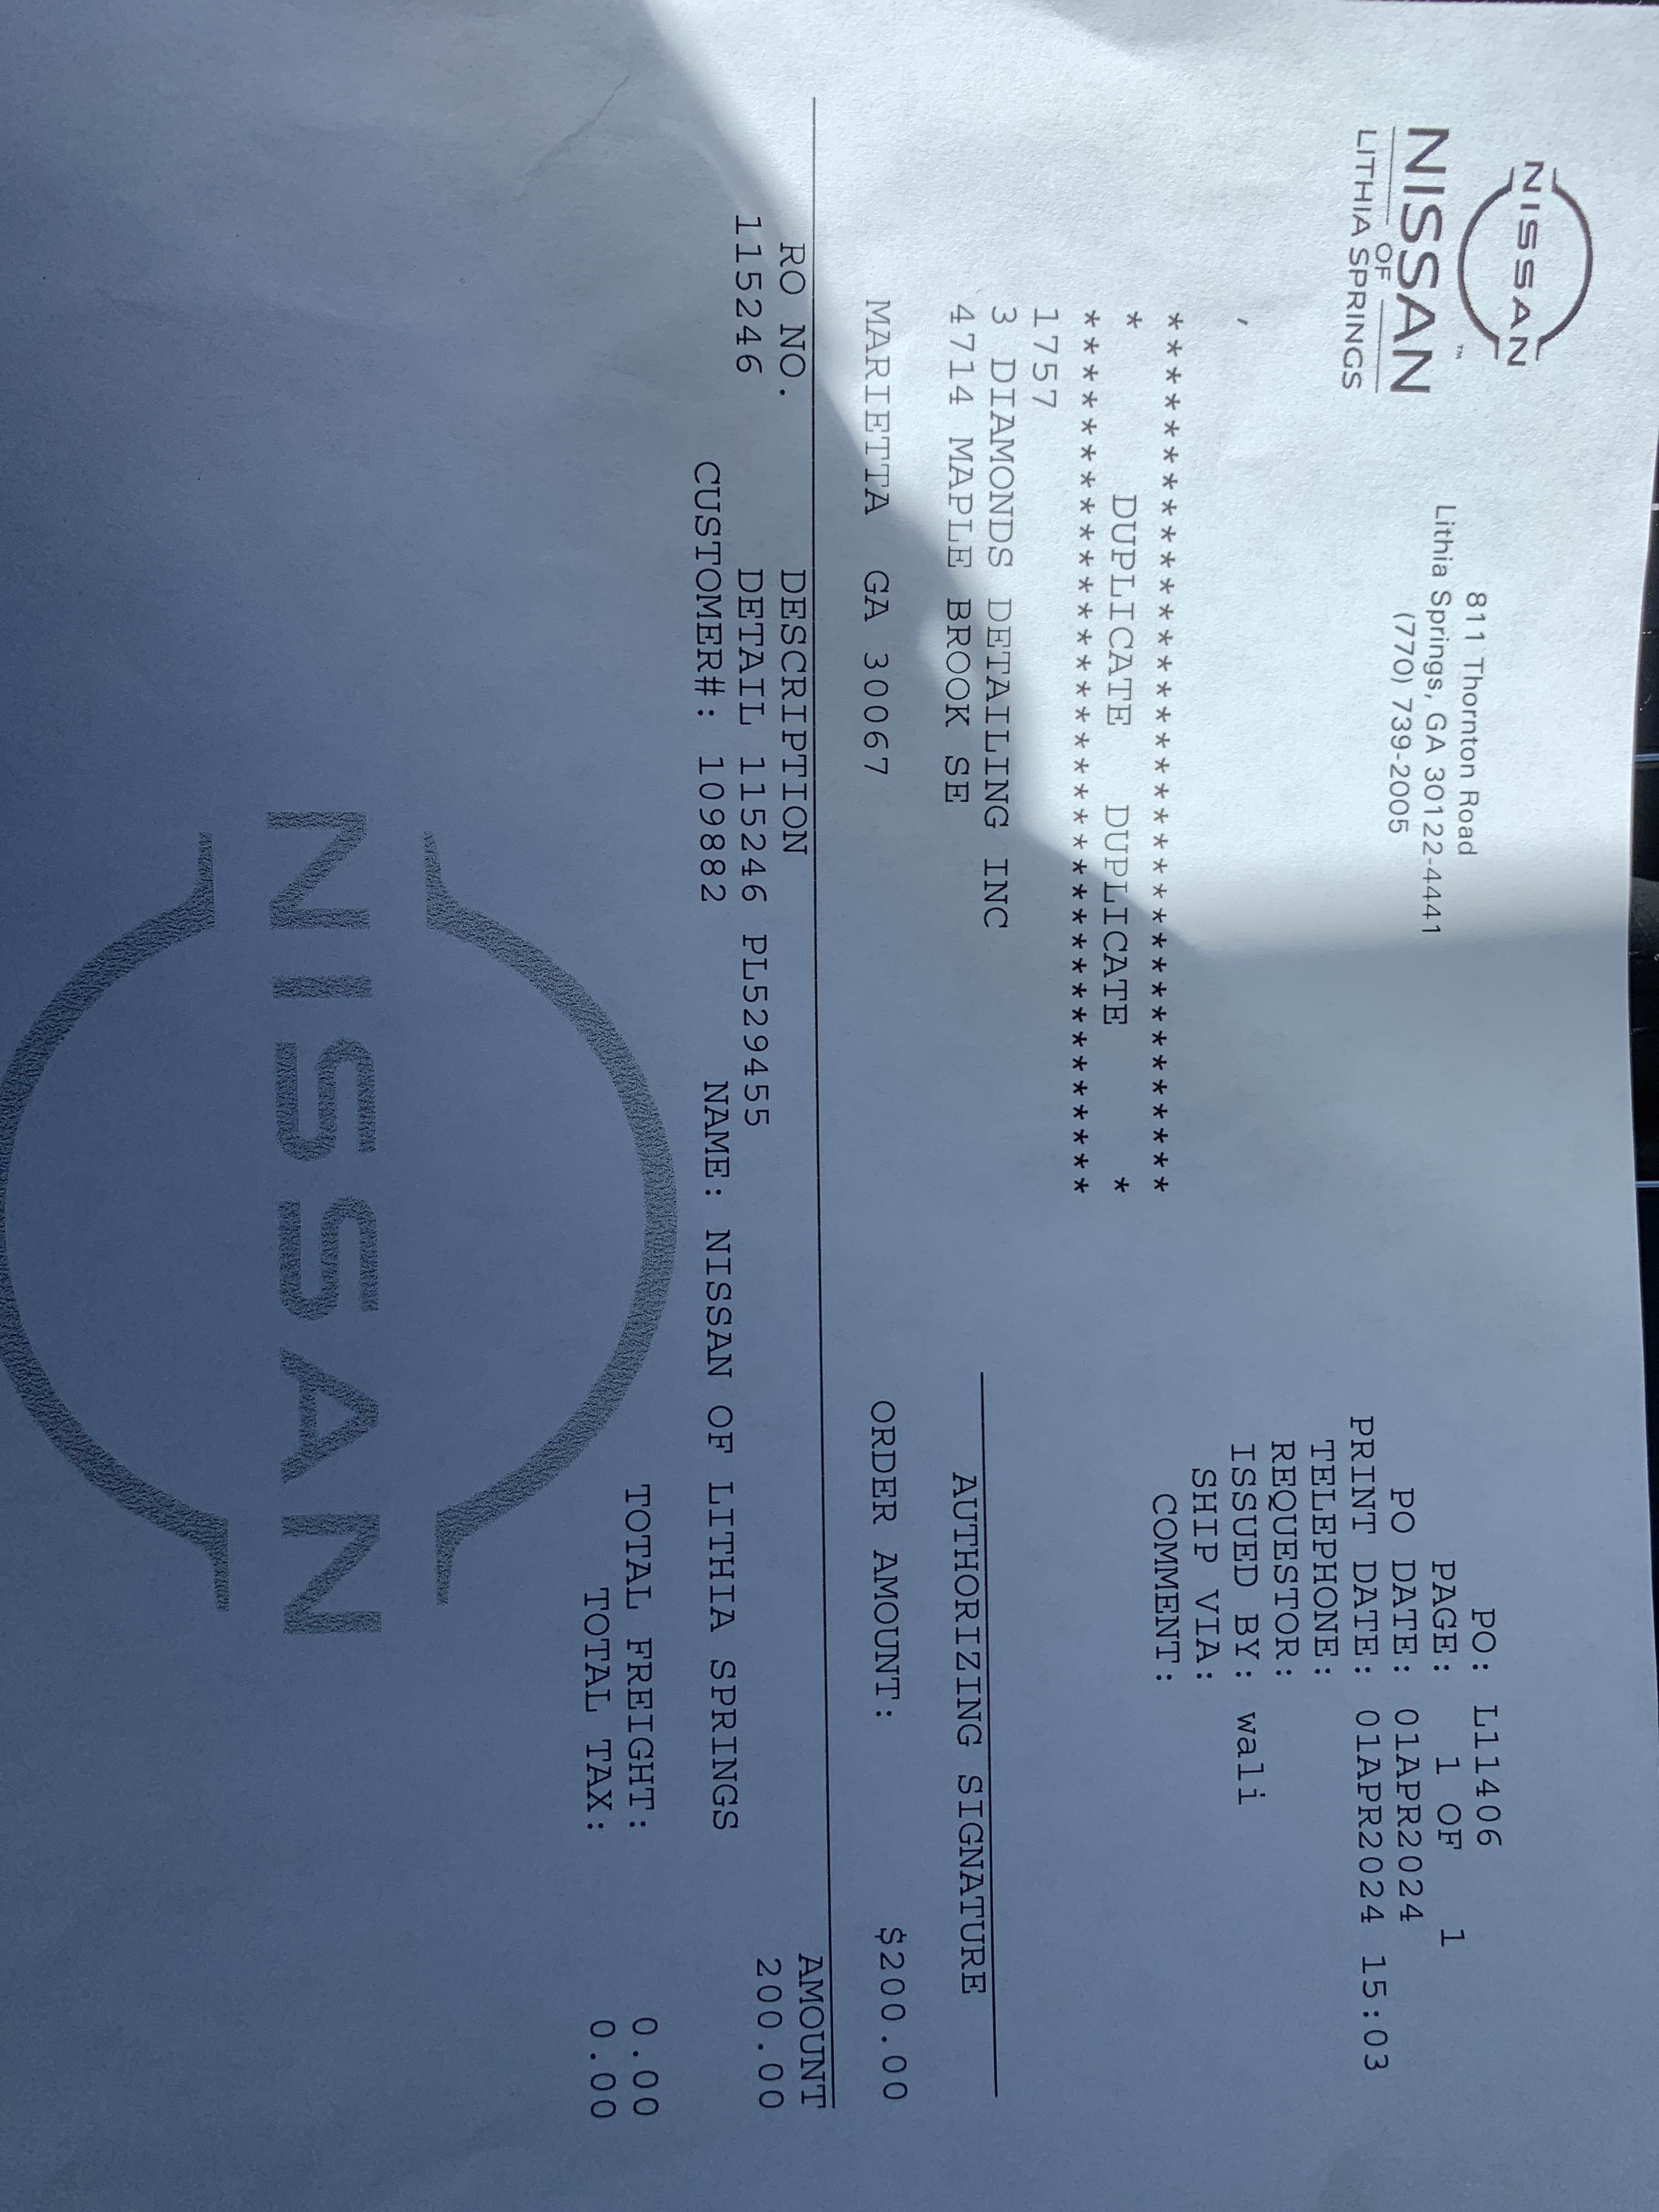 NISSAN
NISSAN™
OF
LITHIA SPRINGS
811 Thornton Road
Lithia Springs, GA 30122-4441
(770) 739-2005
PO: L11406
PAGE: 1 OF 1
PO DATE: 01APR2024
PRINT DATE: 01APR2024 15:03
TELEPHONE:
REQUESTOR:
ISSUED BY: wali
SHIP VIA:
COMMENT:
,
**********************************
* DUPLICATE DUPLICATE *
**********************************
1757
3 DIAMONDS DETAILING INC
4714 MAPLE BROOK SE
MARIETTA GA 30067
AUTHORIZING SIGNATURE
ORDER AMOUNT: $200.00
RO NO. DESCRIPTION AMOUNT
115246 DETAIL 115246 PL529455 200.00
CUSTOMER#: 109882 NAME: NISSAN OF LITHIA SPRINGS
TOTAL FREIGHT: 0.00
TOTAL TAX: 0.00
NISSAN